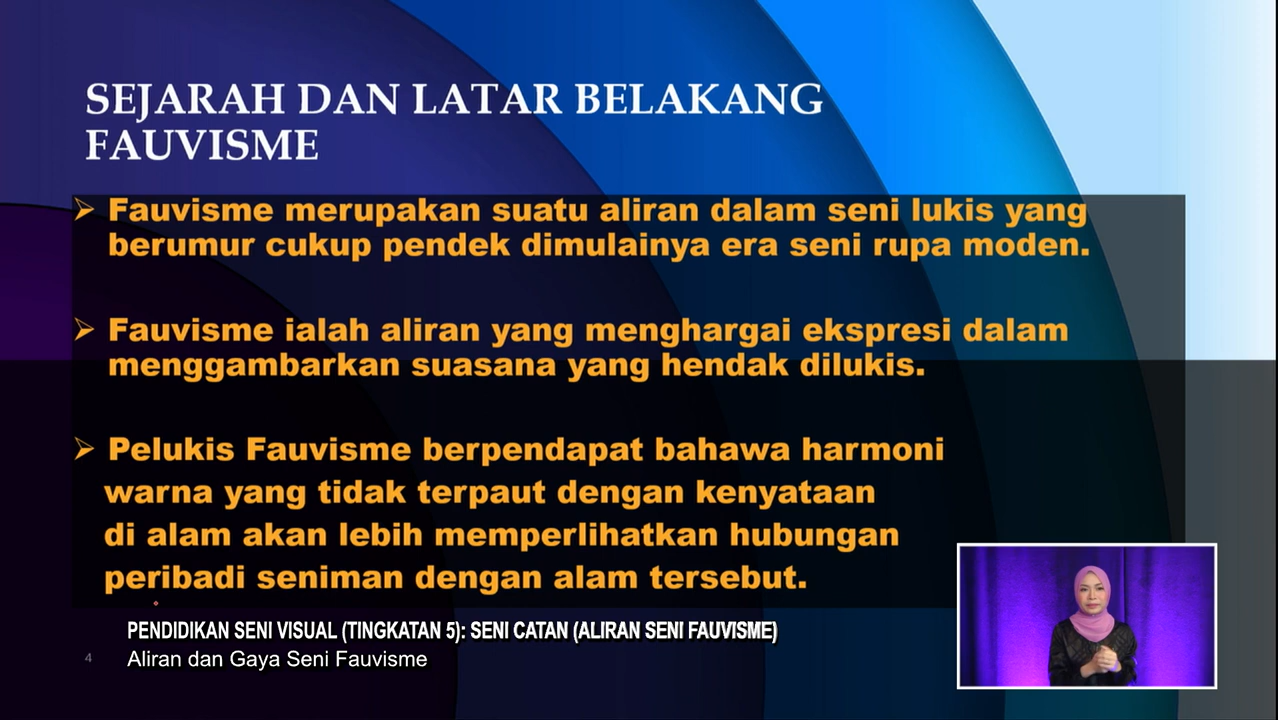 SEJARAH DAN LATAR BELAKANG
FAUVISME
Fauvisme merupakan suatu aliran dalam seni lukis yang
berumur cukup pendek dimulainya era seni rupa moden.
Fauvisme ialah aliran yang menghargai ekspresi dalam
menggambarkan suasana yang hendak dilukis.
Pelukis Fauvisme berpendapat bahawa harmoni
warna yang tidak terpaut dengan kenyataan
di alam akan lebih memperlihatkan hubungan
peribadi seniman dengan alam tersebut.
PENDIDIKAN SENI VISUAL (TINGKATAN 5): SENI CATAN (ALIRAN SENI FAUVISME)
4 Aliran dan Gaya Seni Fauvisme